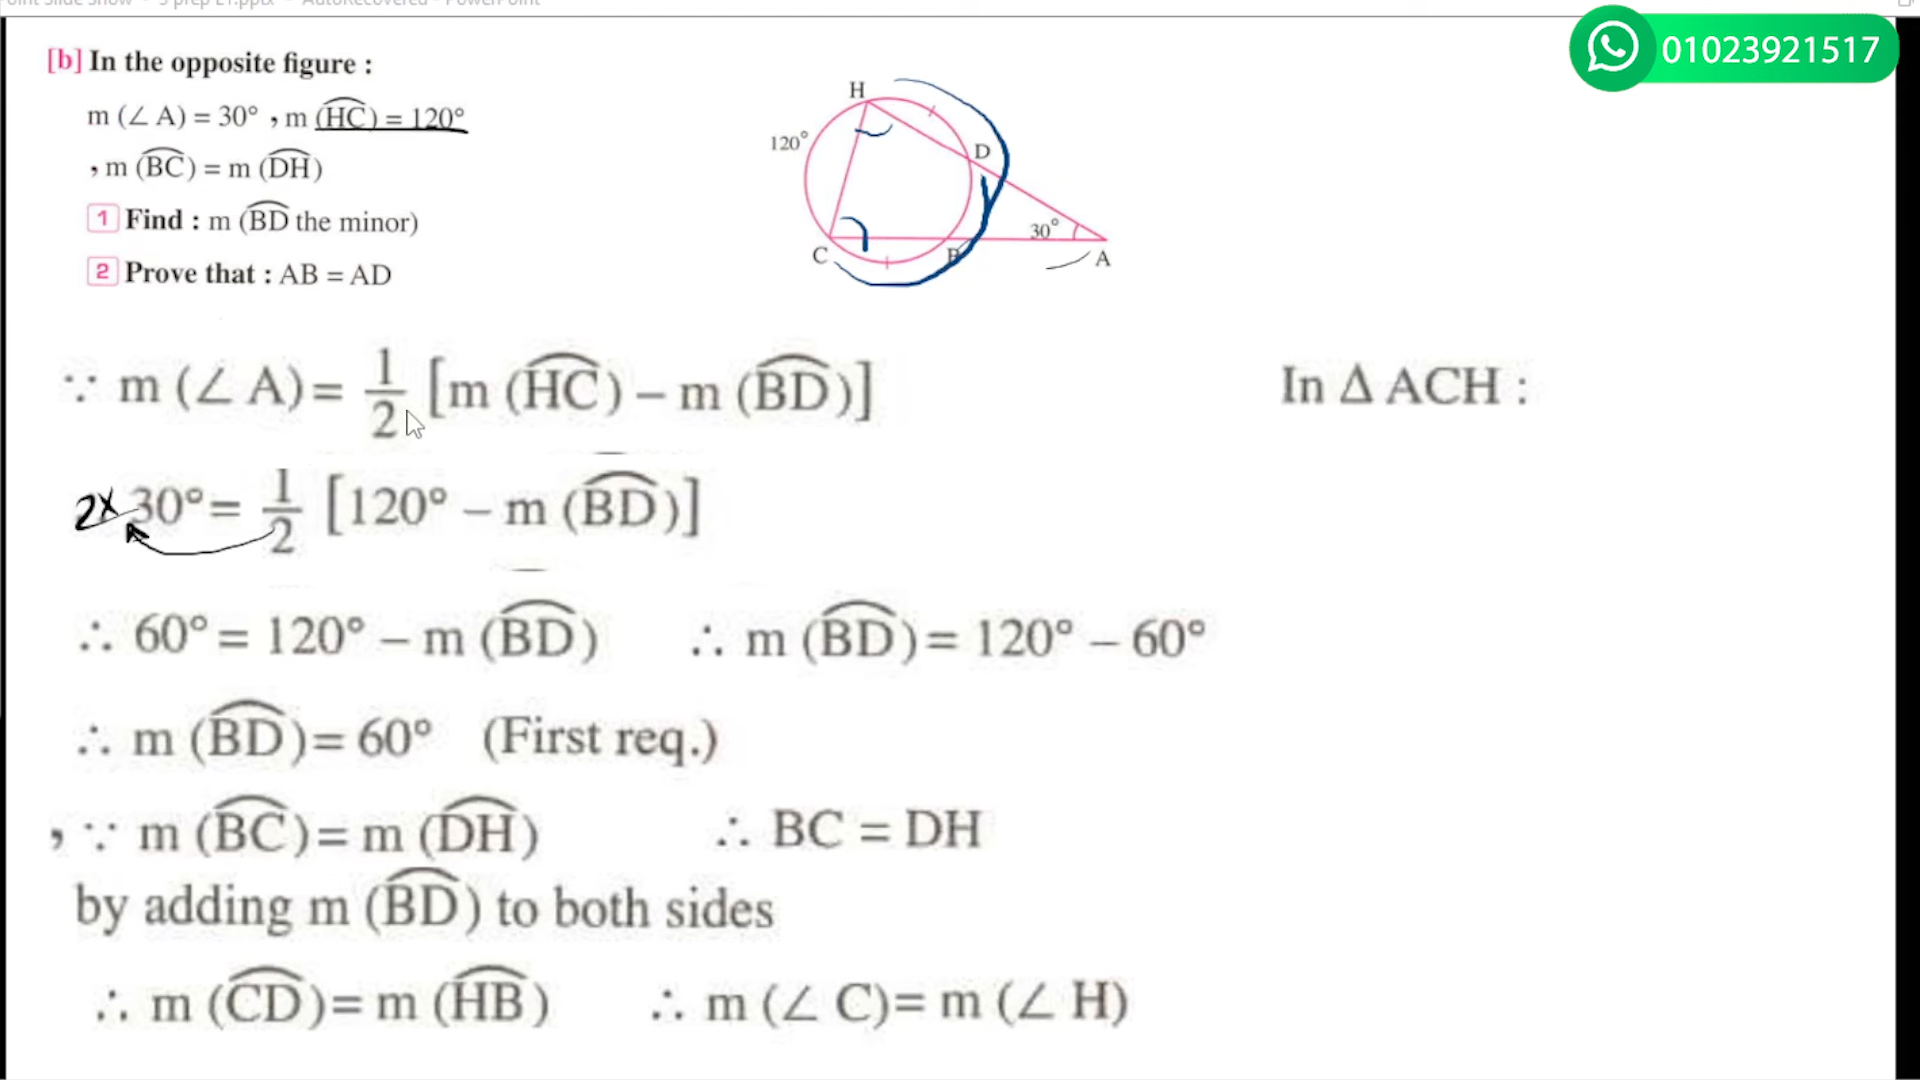 01023921517
[b] In the opposite figure :
m (∠ A) = 30° , m (HC) = 120°
, m (BC) = m (DH)
1 Find : m (BD the minor)
2 Prove that : AB = AD
H
120°
D
30°
C
B
A
∵ m (∠ A) = 1/2 [m (HC) – m (BD)]
In Δ ACH :
2x 30° = 1/2 [120° – m (BD)]
∴ 60° = 120° – m (BD) ∴ m (BD) = 120° – 60°
∴ m (BD) = 60° (First req.)
, ∵ m (BC) = m (DH) ∴ BC = DH
by adding m (BD) to both sides
∴ m (CD) = m (HB) ∴ m (∠ C) = m (∠ H)